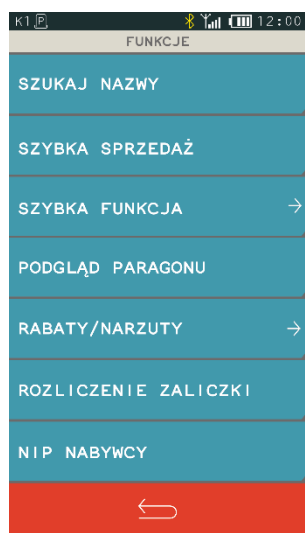 K1 P 12:00
FUNKCJE
SZUKAJ NAZWY
SZYBKA SPRZEDAŻ
SZYBKA FUNKCJA
PODGLĄD PARAGONU
RABATY/NARZUTY
ROZLICZENIE ZALICZKI
NIP NABYWCY